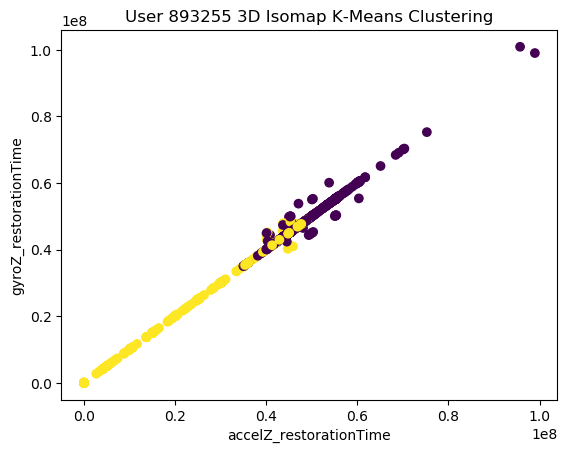 User 893255 3D Isomap K-Means Clustering
1e8
1.0
0.8
0.6
0.4
0.2
0.0
gyroZ_restorationTime
0.0 0.2 0.4 0.6 0.8 1.0
1e8
accelZ_restorationTime